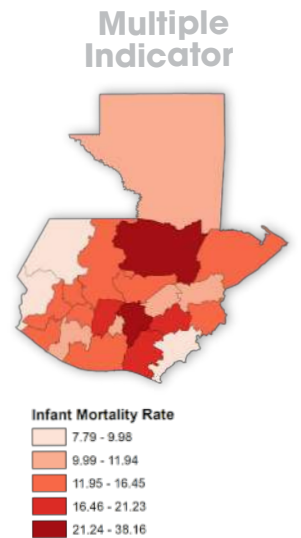 Multiple
Indicator
Infant Mortality Rate
7.79 - 9.98
9.99 - 11.94
11.95 - 16.45
16.46 - 21.23
21.24 - 38.16